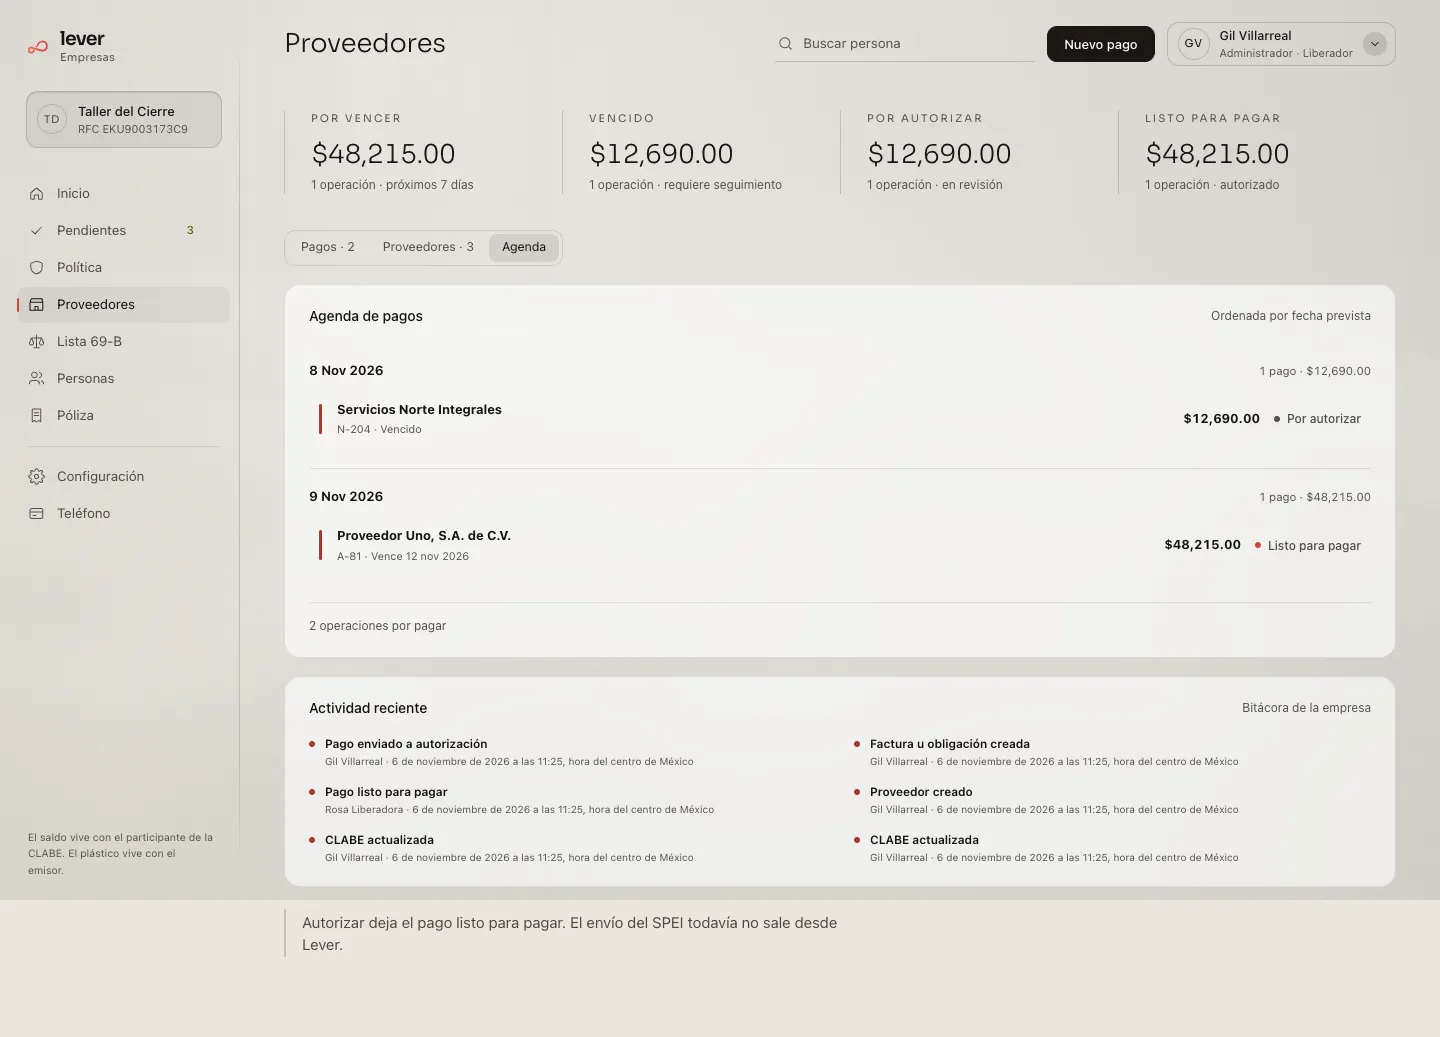 lever
Empresas
TD
Taller del Cierre
RFC EKU9003173C9
Inicio
Pendientes 3
Política
Proveedores
Lista 69-B
Personas
Póliza
Configuración
Teléfono
El saldo vive con el participante de la
CLABE. El plástico vive con el
emisor.
Proveedores
Buscar persona
Nuevo pago
GV
Gil Villarreal
Administrador · Liberador
POR VENCER
$48,215.00
1 operación · próximos 7 días
VENCIDO
$12,690.00
1 operación · requiere seguimiento
POR AUTORIZAR
$12,690.00
1 operación · en revisión
LISTO PARA PAGAR
$48,215.00
1 operación · autorizado
Pagos · 2 Proveedores · 3 Agenda
Agenda de pagos Ordenada por fecha prevista
8 Nov 2026 1 pago · $12,690.00
Servicios Norte Integrales
N-204 · Vencido
$12,690.00 Por autorizar
9 Nov 2026 1 pago · $48,215.00
Proveedor Uno, S.A. de C.V.
A-81 · Vence 12 nov 2026
$48,215.00 Listo para pagar
2 operaciones por pagar
Actividad reciente Bitácora de la empresa
Pago enviado a autorización
Gil Villarreal · 6 de noviembre de 2026 a las 11:25, hora del centro de México
Factura u obligación creada
Gil Villarreal · 6 de noviembre de 2026 a las 11:25, hora del centro de México
Pago listo para pagar
Rosa Liberadora · 6 de noviembre de 2026 a las 11:25, hora del centro de México
Proveedor creado
Gil Villarreal · 6 de noviembre de 2026 a las 11:25, hora del centro de México
CLABE actualizada
Gil Villarreal · 6 de noviembre de 2026 a las 11:25, hora del centro de México
CLABE actualizada
Gil Villarreal · 6 de noviembre de 2026 a las 11:25, hora del centro de México
Autorizar deja el pago listo para pagar. El envío del SPEI todavía no sale desde
Lever.